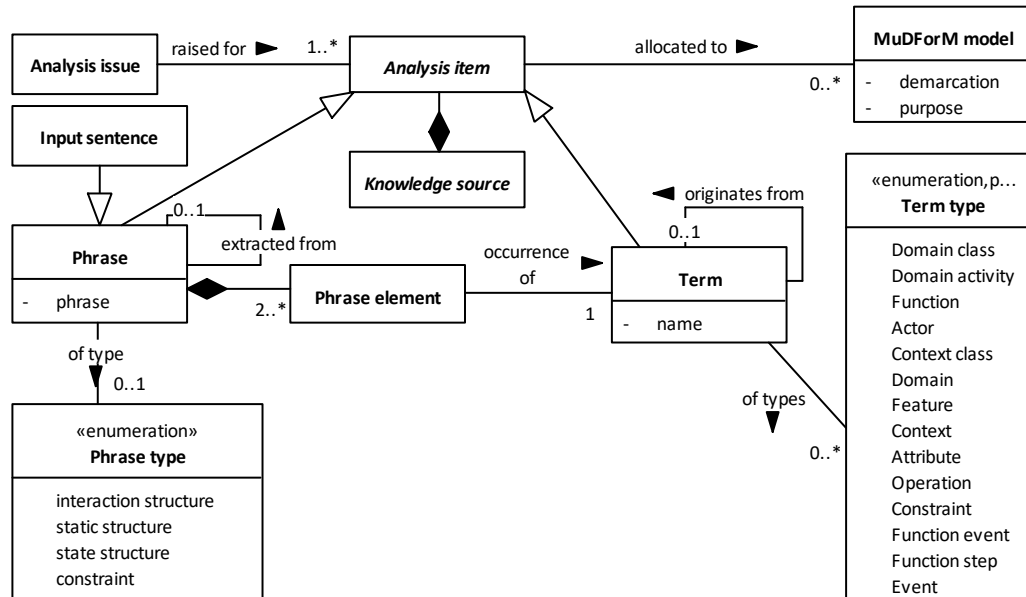 Analysis issue
raised for
1..*
Analysis item
allocated to
0..*
MuDForM model
- demarcation
- purpose
Input sentence
Knowledge source
0..1
extracted from
Phrase
- phrase
2..*
Phrase element
occurrence
of
1
originates from
0..1
Term
- name
of type
0..1
«enumeration»
Phrase type
interaction structure
static structure
state structure
constraint
of types
0..*
«enumeration,p...
Term type
Domain class
Domain activity
Function
Actor
Context class
Domain
Feature
Context
Attribute
Operation
Constraint
Function event
Function step
Event